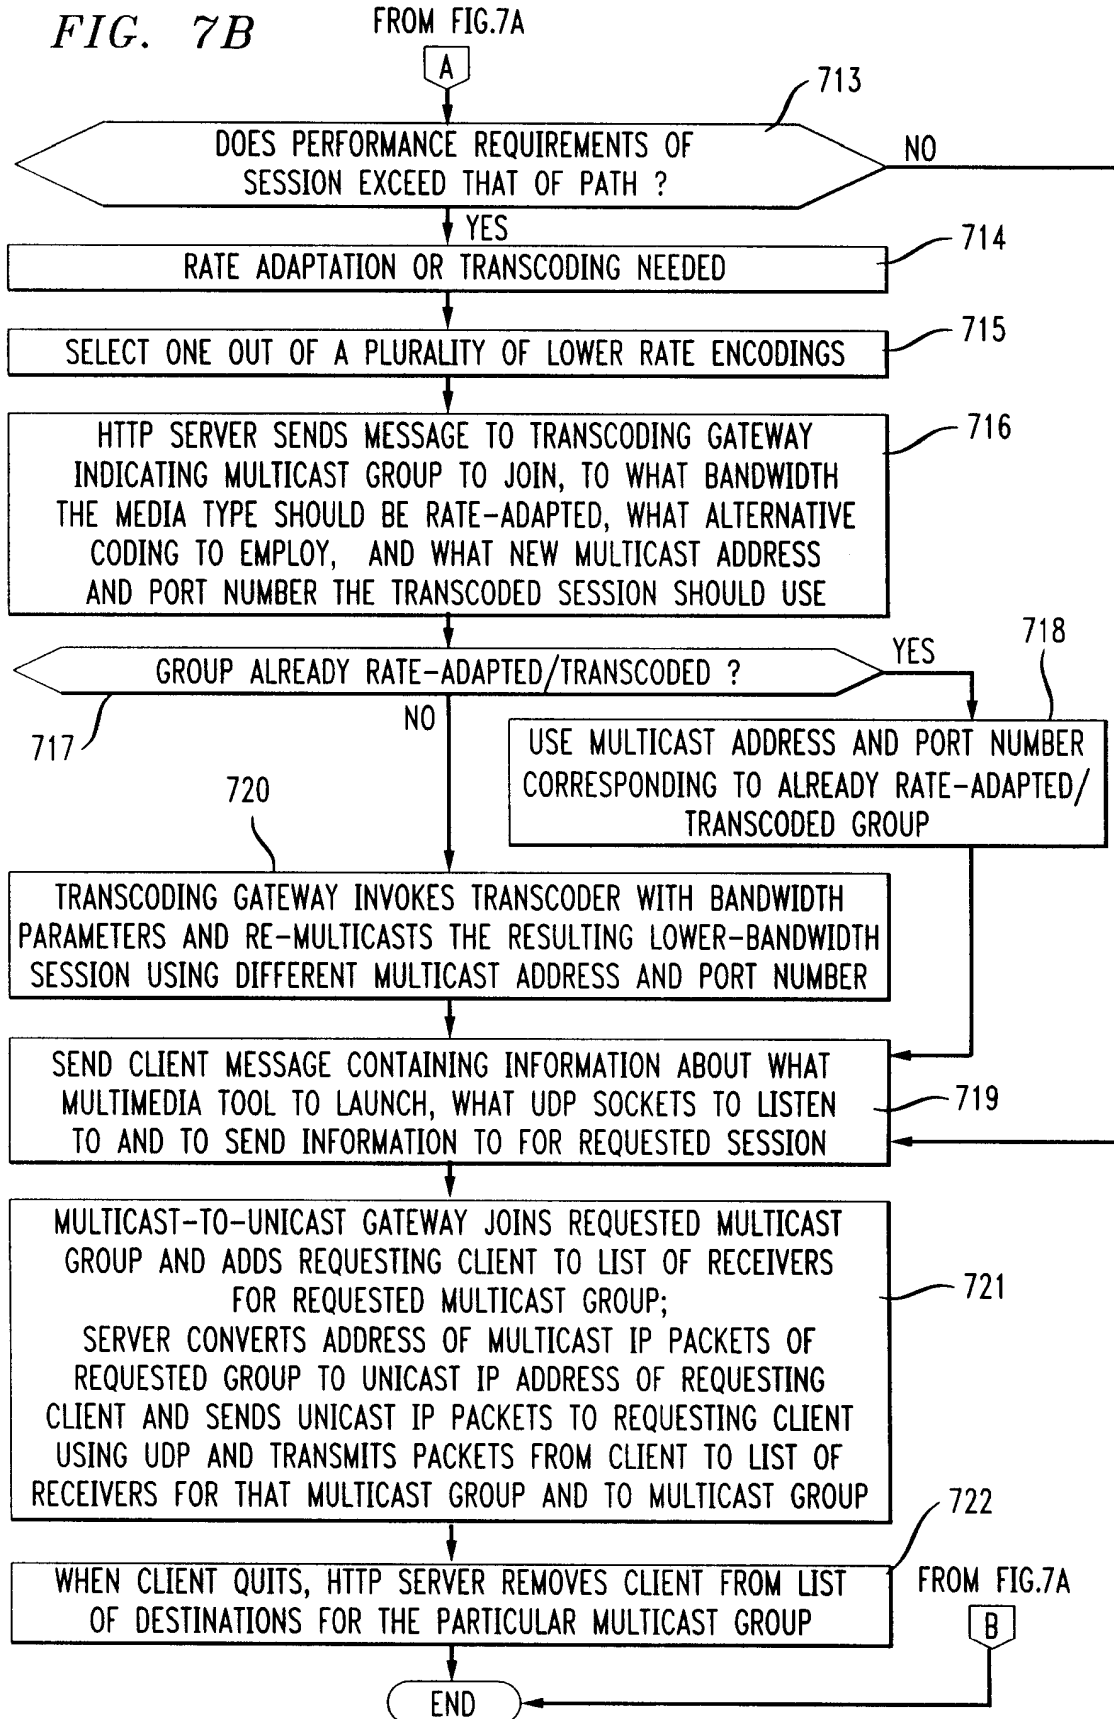 FIG. 7B
FROM FIG.7A
A
713
DOES PERFORMANCE REQUIREMENTS OF
SESSION EXCEED THAT OF PATH ?
NO
YES
714
RATE ADAPTATION OR TRANSCODING NEEDED
715
SELECT ONE OUT OF A PLURALITY OF LOWER RATE ENCODINGS
716
HTTP SERVER SENDS MESSAGE TO TRANSCODING GATEWAY
INDICATING MULTICAST GROUP TO JOIN, TO WHAT BANDWIDTH
THE MEDIA TYPE SHOULD BE RATE-ADAPTED, WHAT ALTERNATIVE
CODING TO EMPLOY, AND WHAT NEW MULTICAST ADDRESS
AND PORT NUMBER THE TRANSCODED SESSION SHOULD USE
GROUP ALREADY RATE-ADAPTED/TRANSCODED ?
YES
718
NO
717
USE MULTICAST ADDRESS AND PORT NUMBER
CORRESPONDING TO ALREADY RATE-ADAPTED/
TRANSCODED GROUP
720
TRANSCODING GATEWAY INVOKES TRANSCODER WITH BANDWIDTH
PARAMETERS AND RE-MULTICASTS THE RESULTING LOWER-BANDWIDTH
SESSION USING DIFFERENT MULTICAST ADDRESS AND PORT NUMBER
SEND CLIENT MESSAGE CONTAINING INFORMATION ABOUT WHAT
MULTIMEDIA TOOL TO LAUNCH, WHAT UDP SOCKETS TO LISTEN
TO AND TO SEND INFORMATION TO FOR REQUESTED SESSION
719
MULTICAST-TO-UNICAST GATEWAY JOINS REQUESTED MULTICAST
GROUP AND ADDS REQUESTING CLIENT TO LIST OF RECEIVERS
FOR REQUESTED MULTICAST GROUP;
SERVER CONVERTS ADDRESS OF MULTICAST IP PACKETS OF
REQUESTED GROUP TO UNICAST IP ADDRESS OF REQUESTING
CLIENT AND SENDS UNICAST IP PACKETS TO REQUESTING CLIENT
USING UDP AND TRANSMITS PACKETS FROM CLIENT TO LIST OF
RECEIVERS FOR THAT MULTICAST GROUP AND TO MULTICAST GROUP
721
722
WHEN CLIENT QUITS, HTTP SERVER REMOVES CLIENT FROM LIST
OF DESTINATIONS FOR THE PARTICULAR MULTICAST GROUP
FROM FIG.7A
B
END